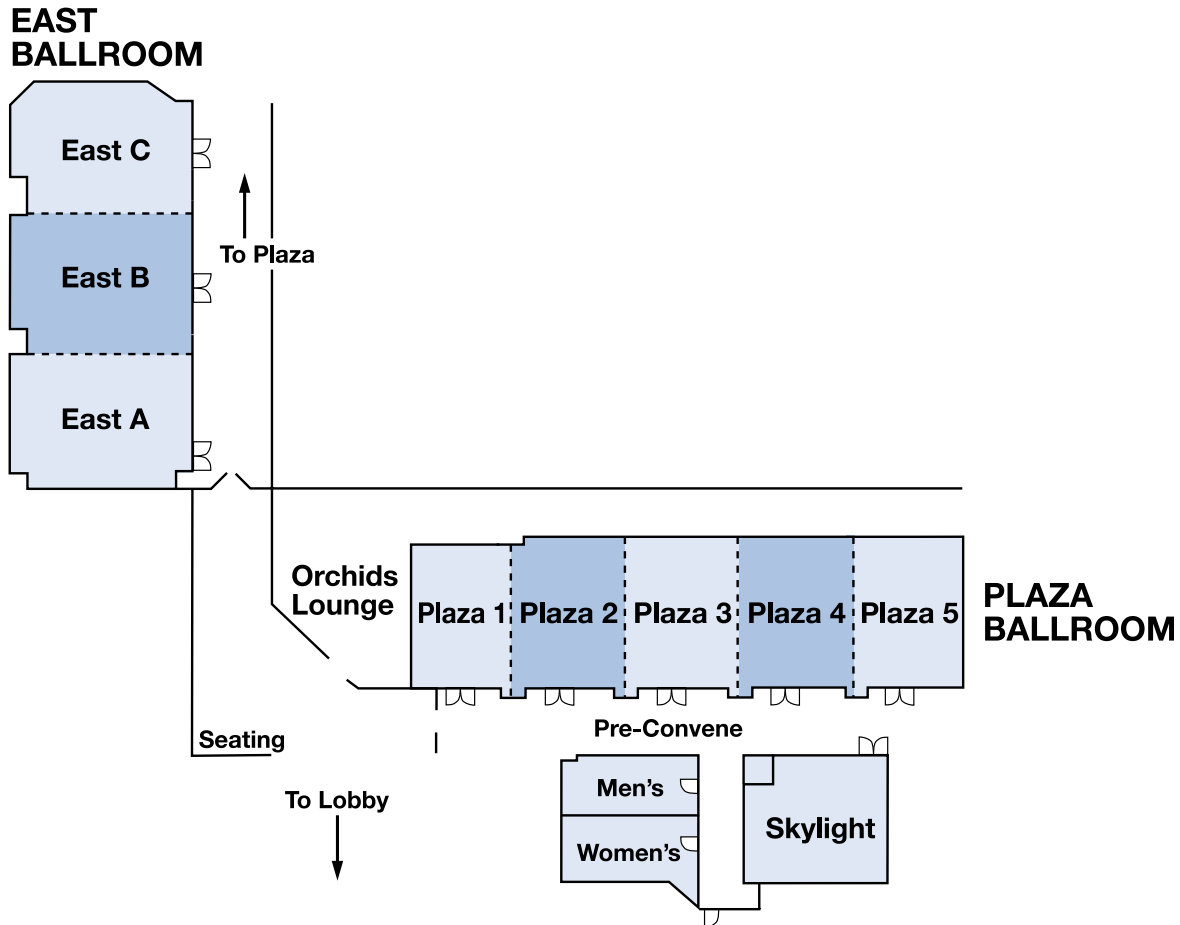 EAST
BALLROOM
East C
To Plaza
East B
East A
Orchids
Lounge
Plaza 1
Plaza 2
Plaza 3
Plaza 4
Plaza 5
PLAZA
BALLROOM
Seating
Pre-Convene
To Lobby
Men's
Women's
Skylight